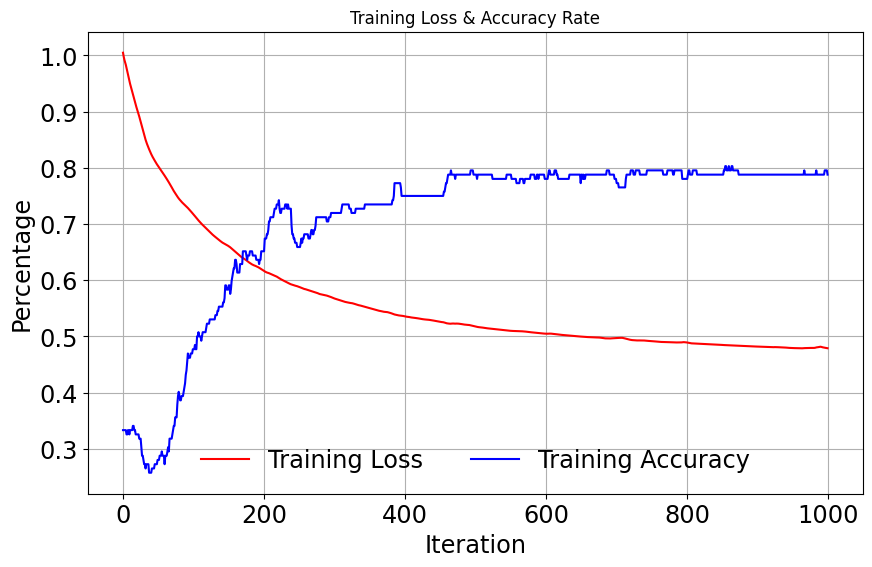 Training Loss & Accuracy Rate
1.0
0.9
0.8
0.7
0.6
0.5
0.4
0.3
Percentage
Training Loss
Training Accuracy
0
200
400
600
800
1000
Iteration